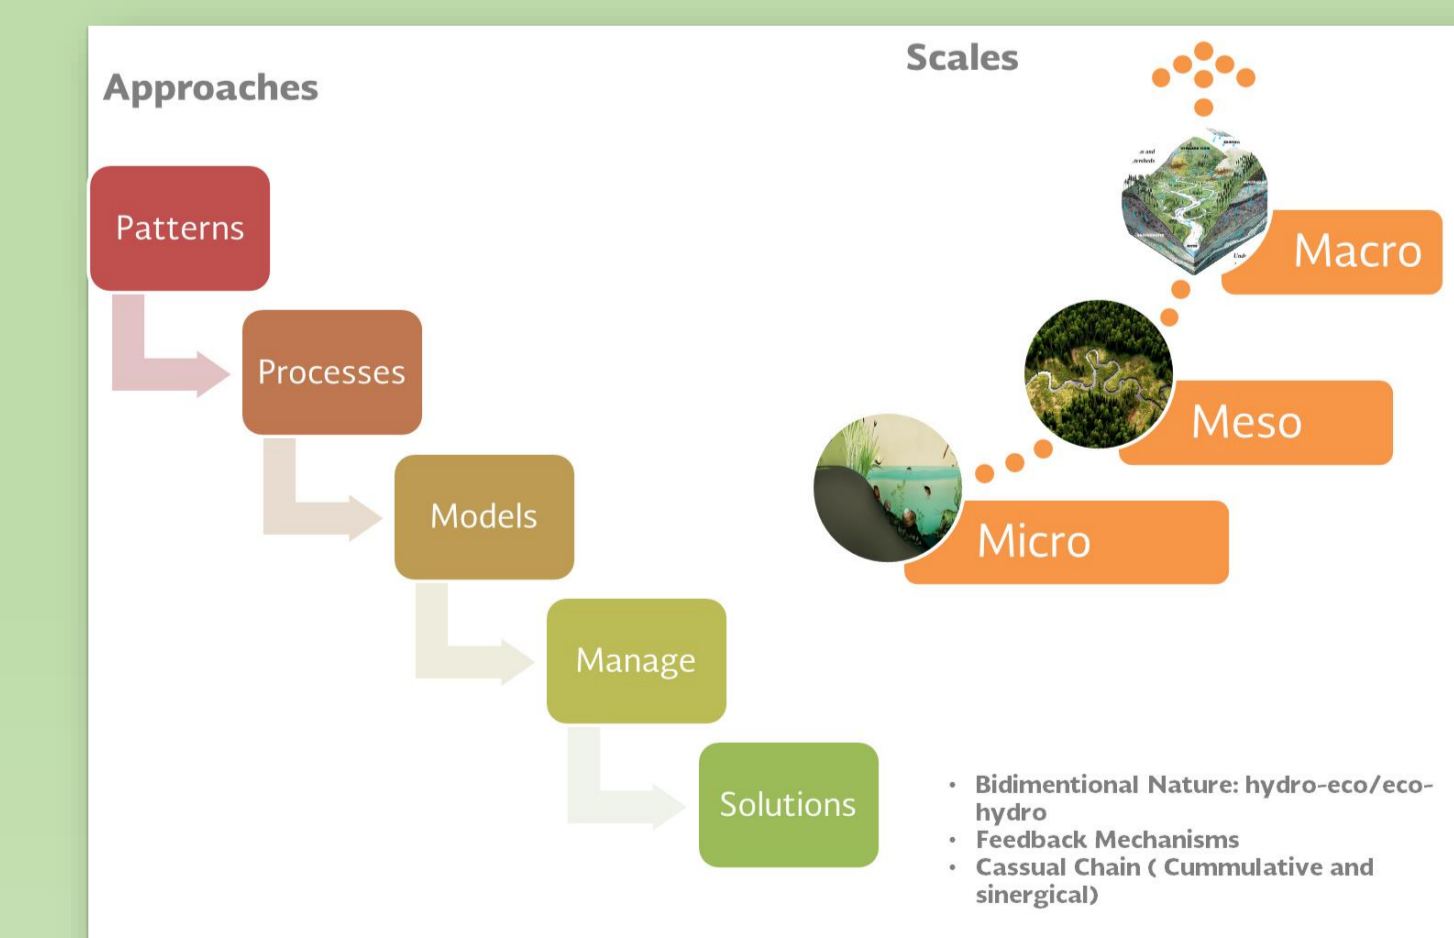 Approaches
Patterns
Processes
Models
Manage
Solutions
Scales
Macro
Meso
Micro
• Bidimentional Nature: hydro-eco/eco-
hydro
• Feedback Mechanisms
• Cassual Chain ( Cummulative and
sinergical)